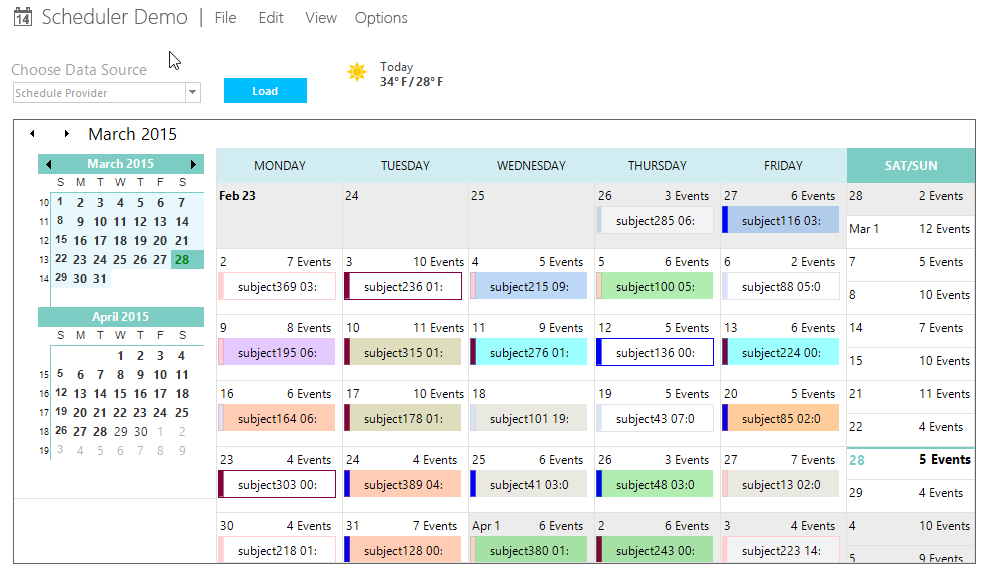 14 Scheduler Demo | File Edit View Options
Choose Data Source
Schedule Provider
Load
Today
34° F / 28° F
March 2015
March 2015
S M T W T F S
10 1 2 3 4 5 6 7
11 8 9 10 11 12 13 14
12 15 16 17 18 19 20 21
13 22 23 24 25 26 27 28
14 29 30 31
April 2015
S M T W T F S
1 2 3 4
15 5 6 7 8 9 10 11
16 12 13 14 15 16 17 18
17 19 20 21 22 23 24 25
18 26 27 28 29 30 1 2
19 3 4 5 6 7 8 9
MONDAY TUESDAY WEDNESDAY THURSDAY FRIDAY SAT/SUN
Feb 23 24 25 26 3 Events 27 6 Events 28 2 Events
subject285 06: subject116 03:
Mar 1 12 Events
2 7 Events 3 10 Events 4 5 Events 5 6 Events 6 2 Events 7 5 Events
subject369 03: subject236 01: subject215 09: subject100 05: subject88 05:0
8 10 Events
9 8 Events 10 11 Events 11 9 Events 12 5 Events 13 6 Events 14 7 Events
subject195 06: subject315 01: subject276 01: subject136 00: subject224 00:
15 10 Events
16 6 Events 17 10 Events 18 19 5 Events 20 5 Events 21 11 Events
subject164 06: subject178 01: subject101 19: subject43 07:0 subject85 02:0
22 4 Events
23 4 Events 24 4 Events 25 6 Events 26 3 Events 27 7 Events 28 5 Events
subject303 00: subject389 04: subject41 03:0 subject48 03:0 subject13 02:0
29 4 Events
30 4 Events 31 7 Events Apr 1 6 Events 2 6 Events 3 4 Events 4 10 Events
subject218 01: subject128 00: subject380 01: subject243 00: subject223 14:
5 9 Events